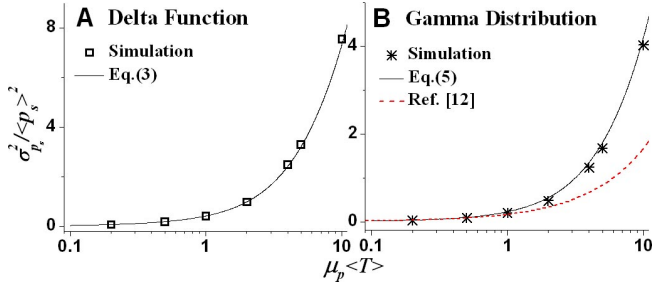 A Delta Function
Simulation
Eq.(3)
8
4
0
0.1
1
10
σ²ₚₛ/<pₛ>²
B Gamma Distribution
Simulation
Eq.(5)
Ref. [12]
4
2
0
0.1
1
10
μₚ<T>